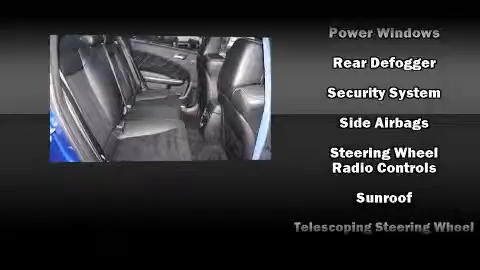 Power Windows
Rear Defogger
Security System
Side Airbags
Steering Wheel
Radio Controls
Sunroof
Telescoping Steering Wheel